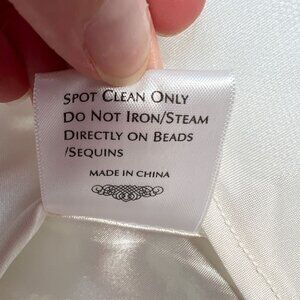 Spot Clean Only
Do Not Iron/Steam
Directly on Beads
/Sequins
MADE IN CHINA